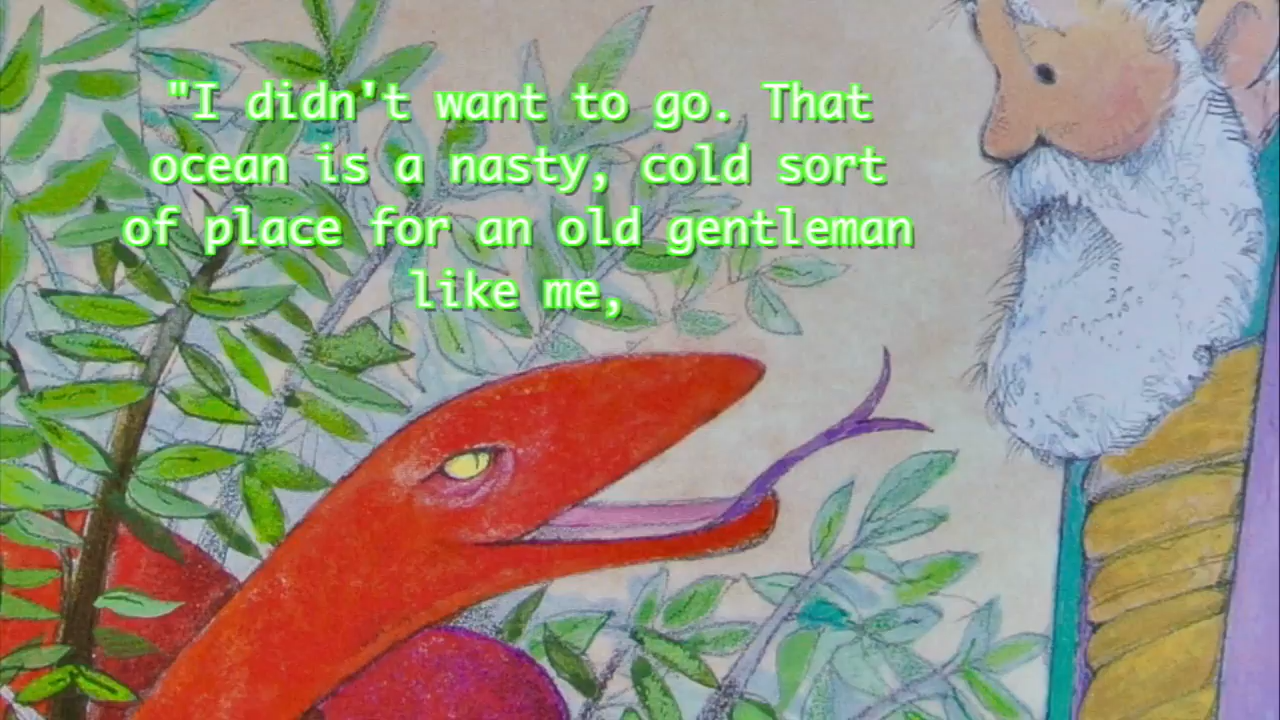 "I didn't want to go. That
ocean is a nasty, cold sort
of place for an old gentleman
like me,